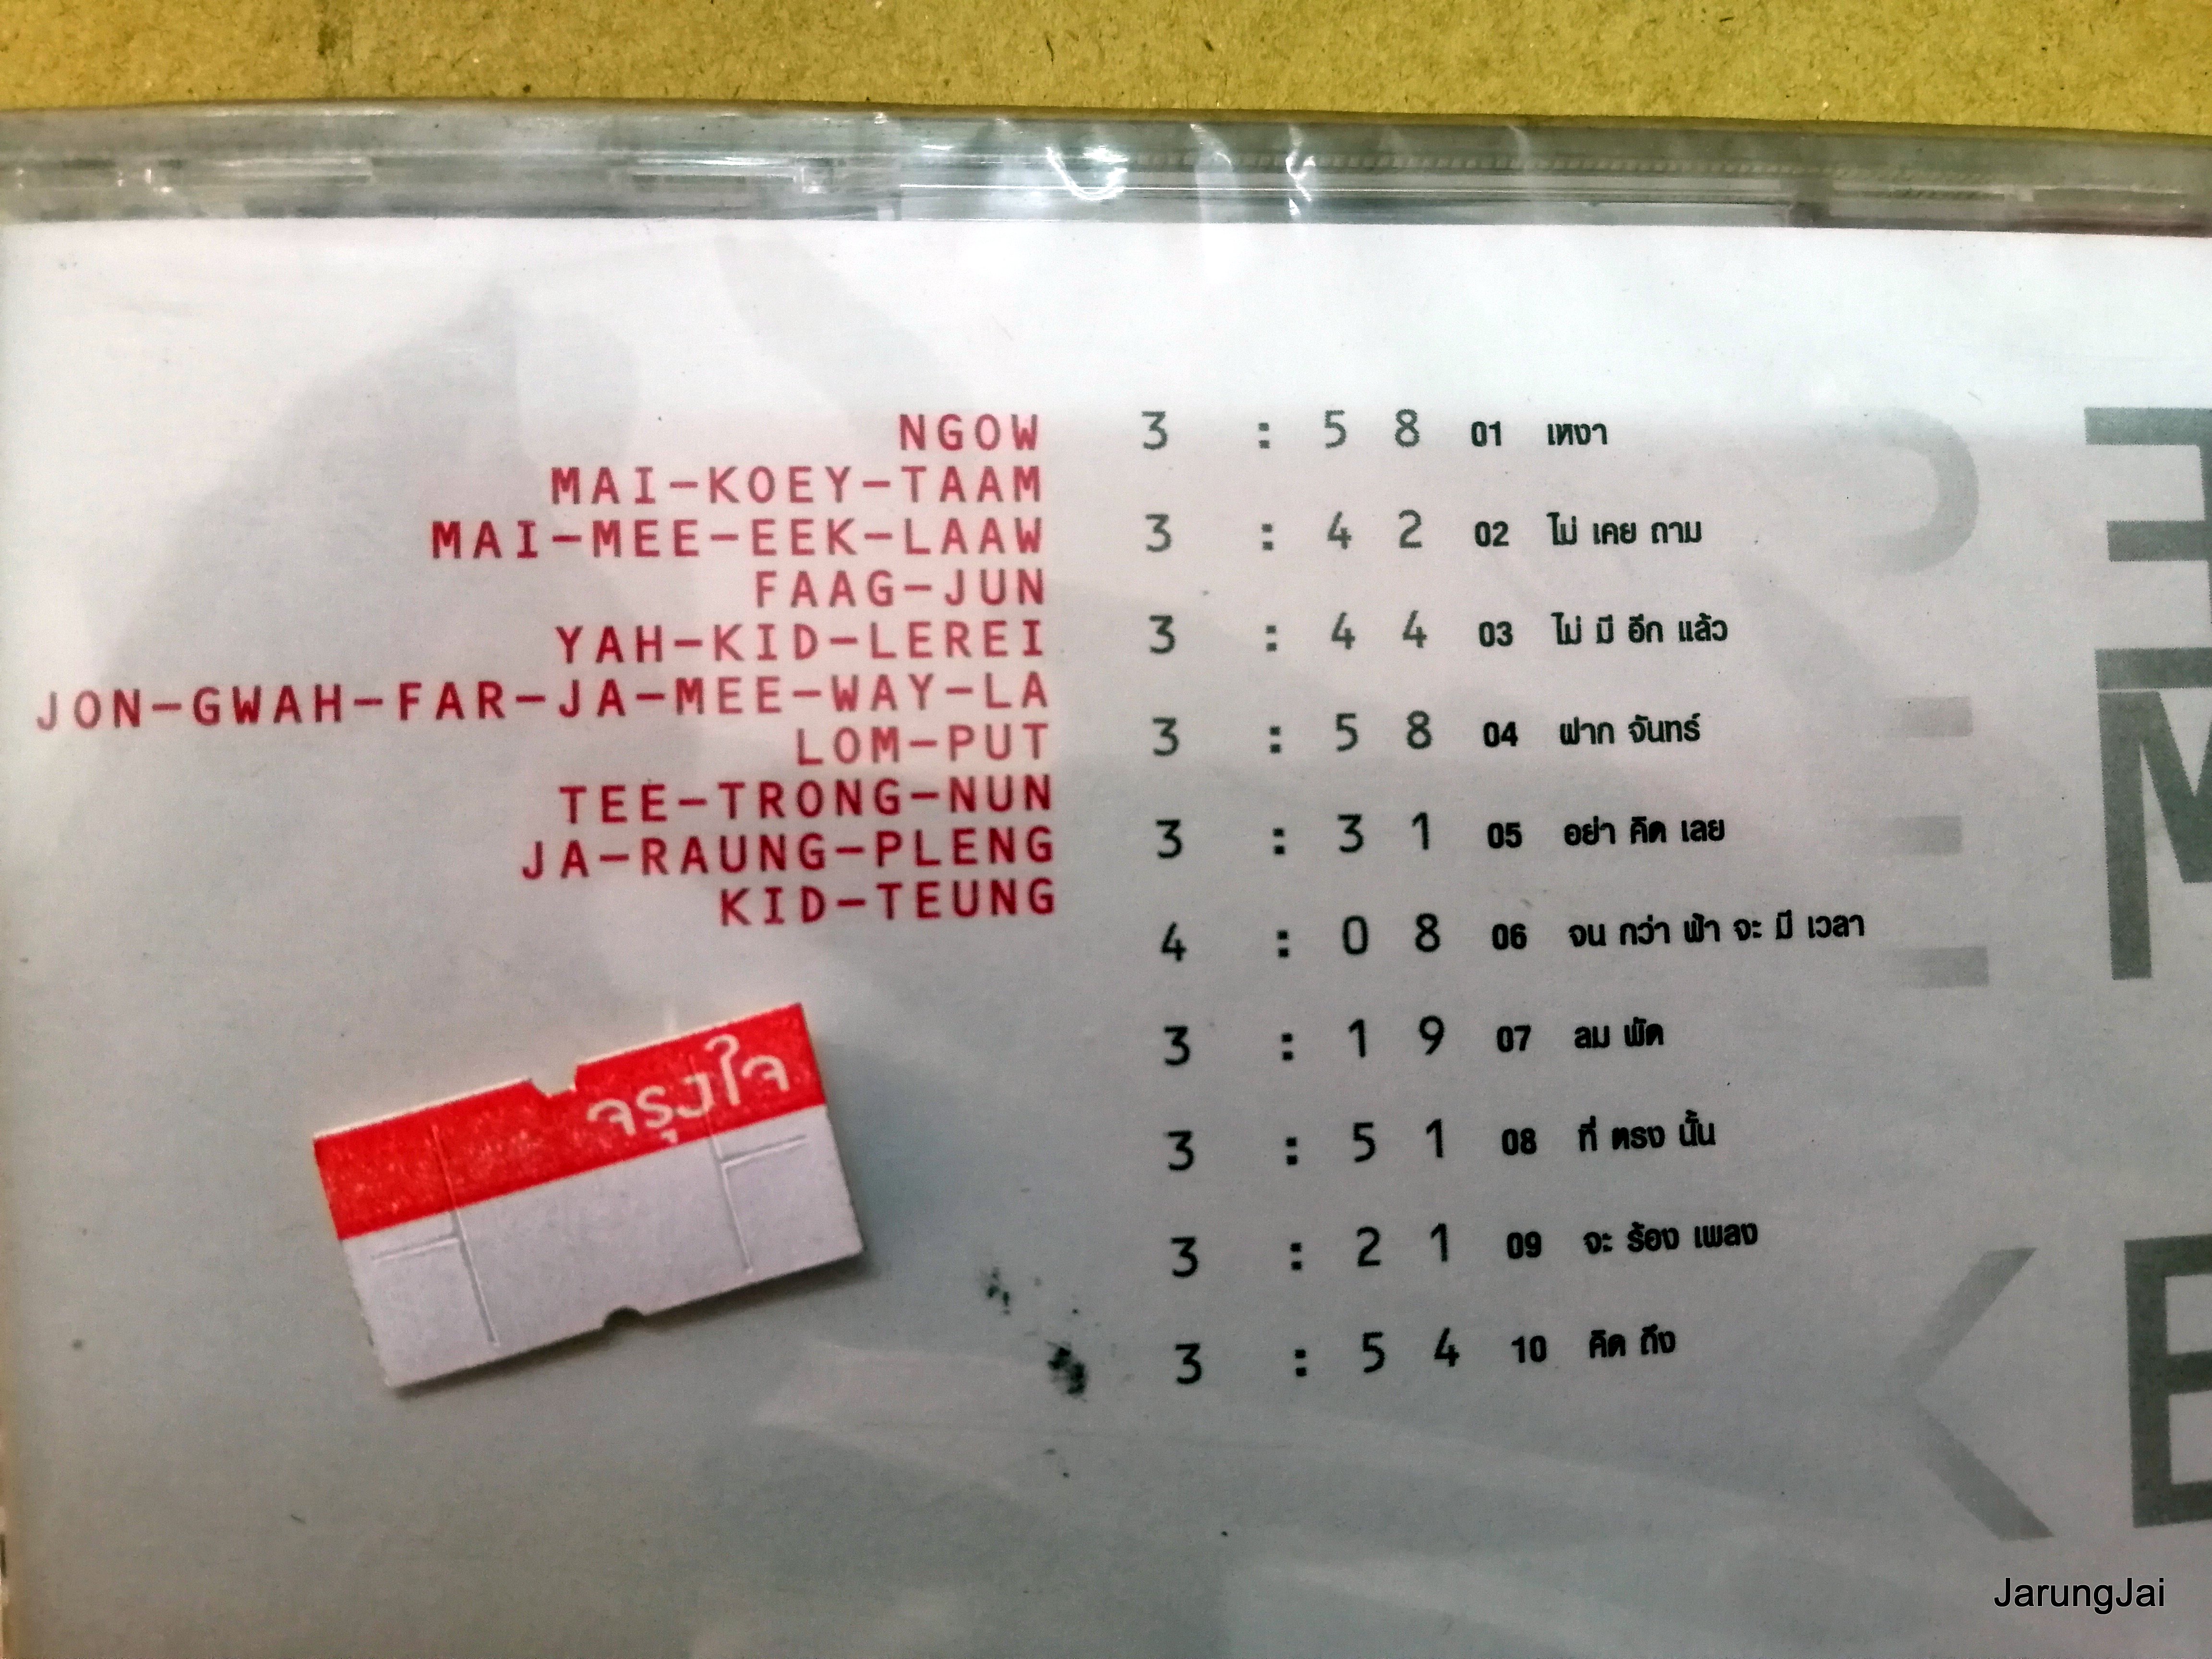 NGOW
MAI-KOEY-TAAM
MAI-MEE-EEK-LAAW
FAAG-JUN
YAH-KID-LEREI
JON-GWAH-FAR-JA-MEE-WAY-LA
LOM-PUT
TEE-TRONG-NUN
JA-RAUNG-PLENG
KID-TEUNG
3 : 5 8 01 เหงา
3 : 4 2 02 ไม่ เคย ถาม
3 : 4 4 03 ไม่ มี อีก แล้ว
3 : 5 8 04 ฝาก จันทร์
3 : 3 1 05 อย่า คิด เลย
4 : 0 8 06 จน กว่า ฟ้า จะ มี เวลา
3 : 1 9 07 ลม พัด
3 : 5 1 08 ที่ ตรง นั้น
3 : 2 1 09 จะ ร้อง เพลง
3 : 5 4 10 คิด ถึง
จรุงใจ
JarungJai